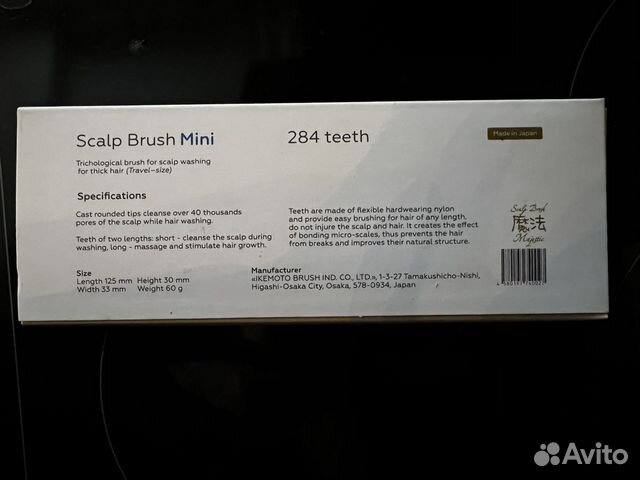 Scalp Brush Mini
284 teeth
Made in Japan
Trichological brush for scalp washing
for thick hair (Travel-size)
Specifications
Cast rounded tips cleanse over 40 thousands
pores of the scalp while hair washing.
Teeth of two lengths: short - cleanse the scalp during
washing, long - massage and stimulate hair growth.
Teeth are made of flexible hardwearing nylon
and provide easy brushing for hair of any length,
do not injure the scalp and hair. It creates the effect
of bonding micro-scales, thus prevents the hair
from breaks and improves their natural structure.
Scalp Brush
魔法
Majestic
Size
Length 125 mm Height 30 mm
Width 33 mm Weight 60 g
Manufacturer
«IKEMOTO BRUSH IND. CO., LTD.», 1-3-27 Tamakushicho-Nishi,
Higashi-Osaka City, Osaka, 578-0934, Japan
Avito